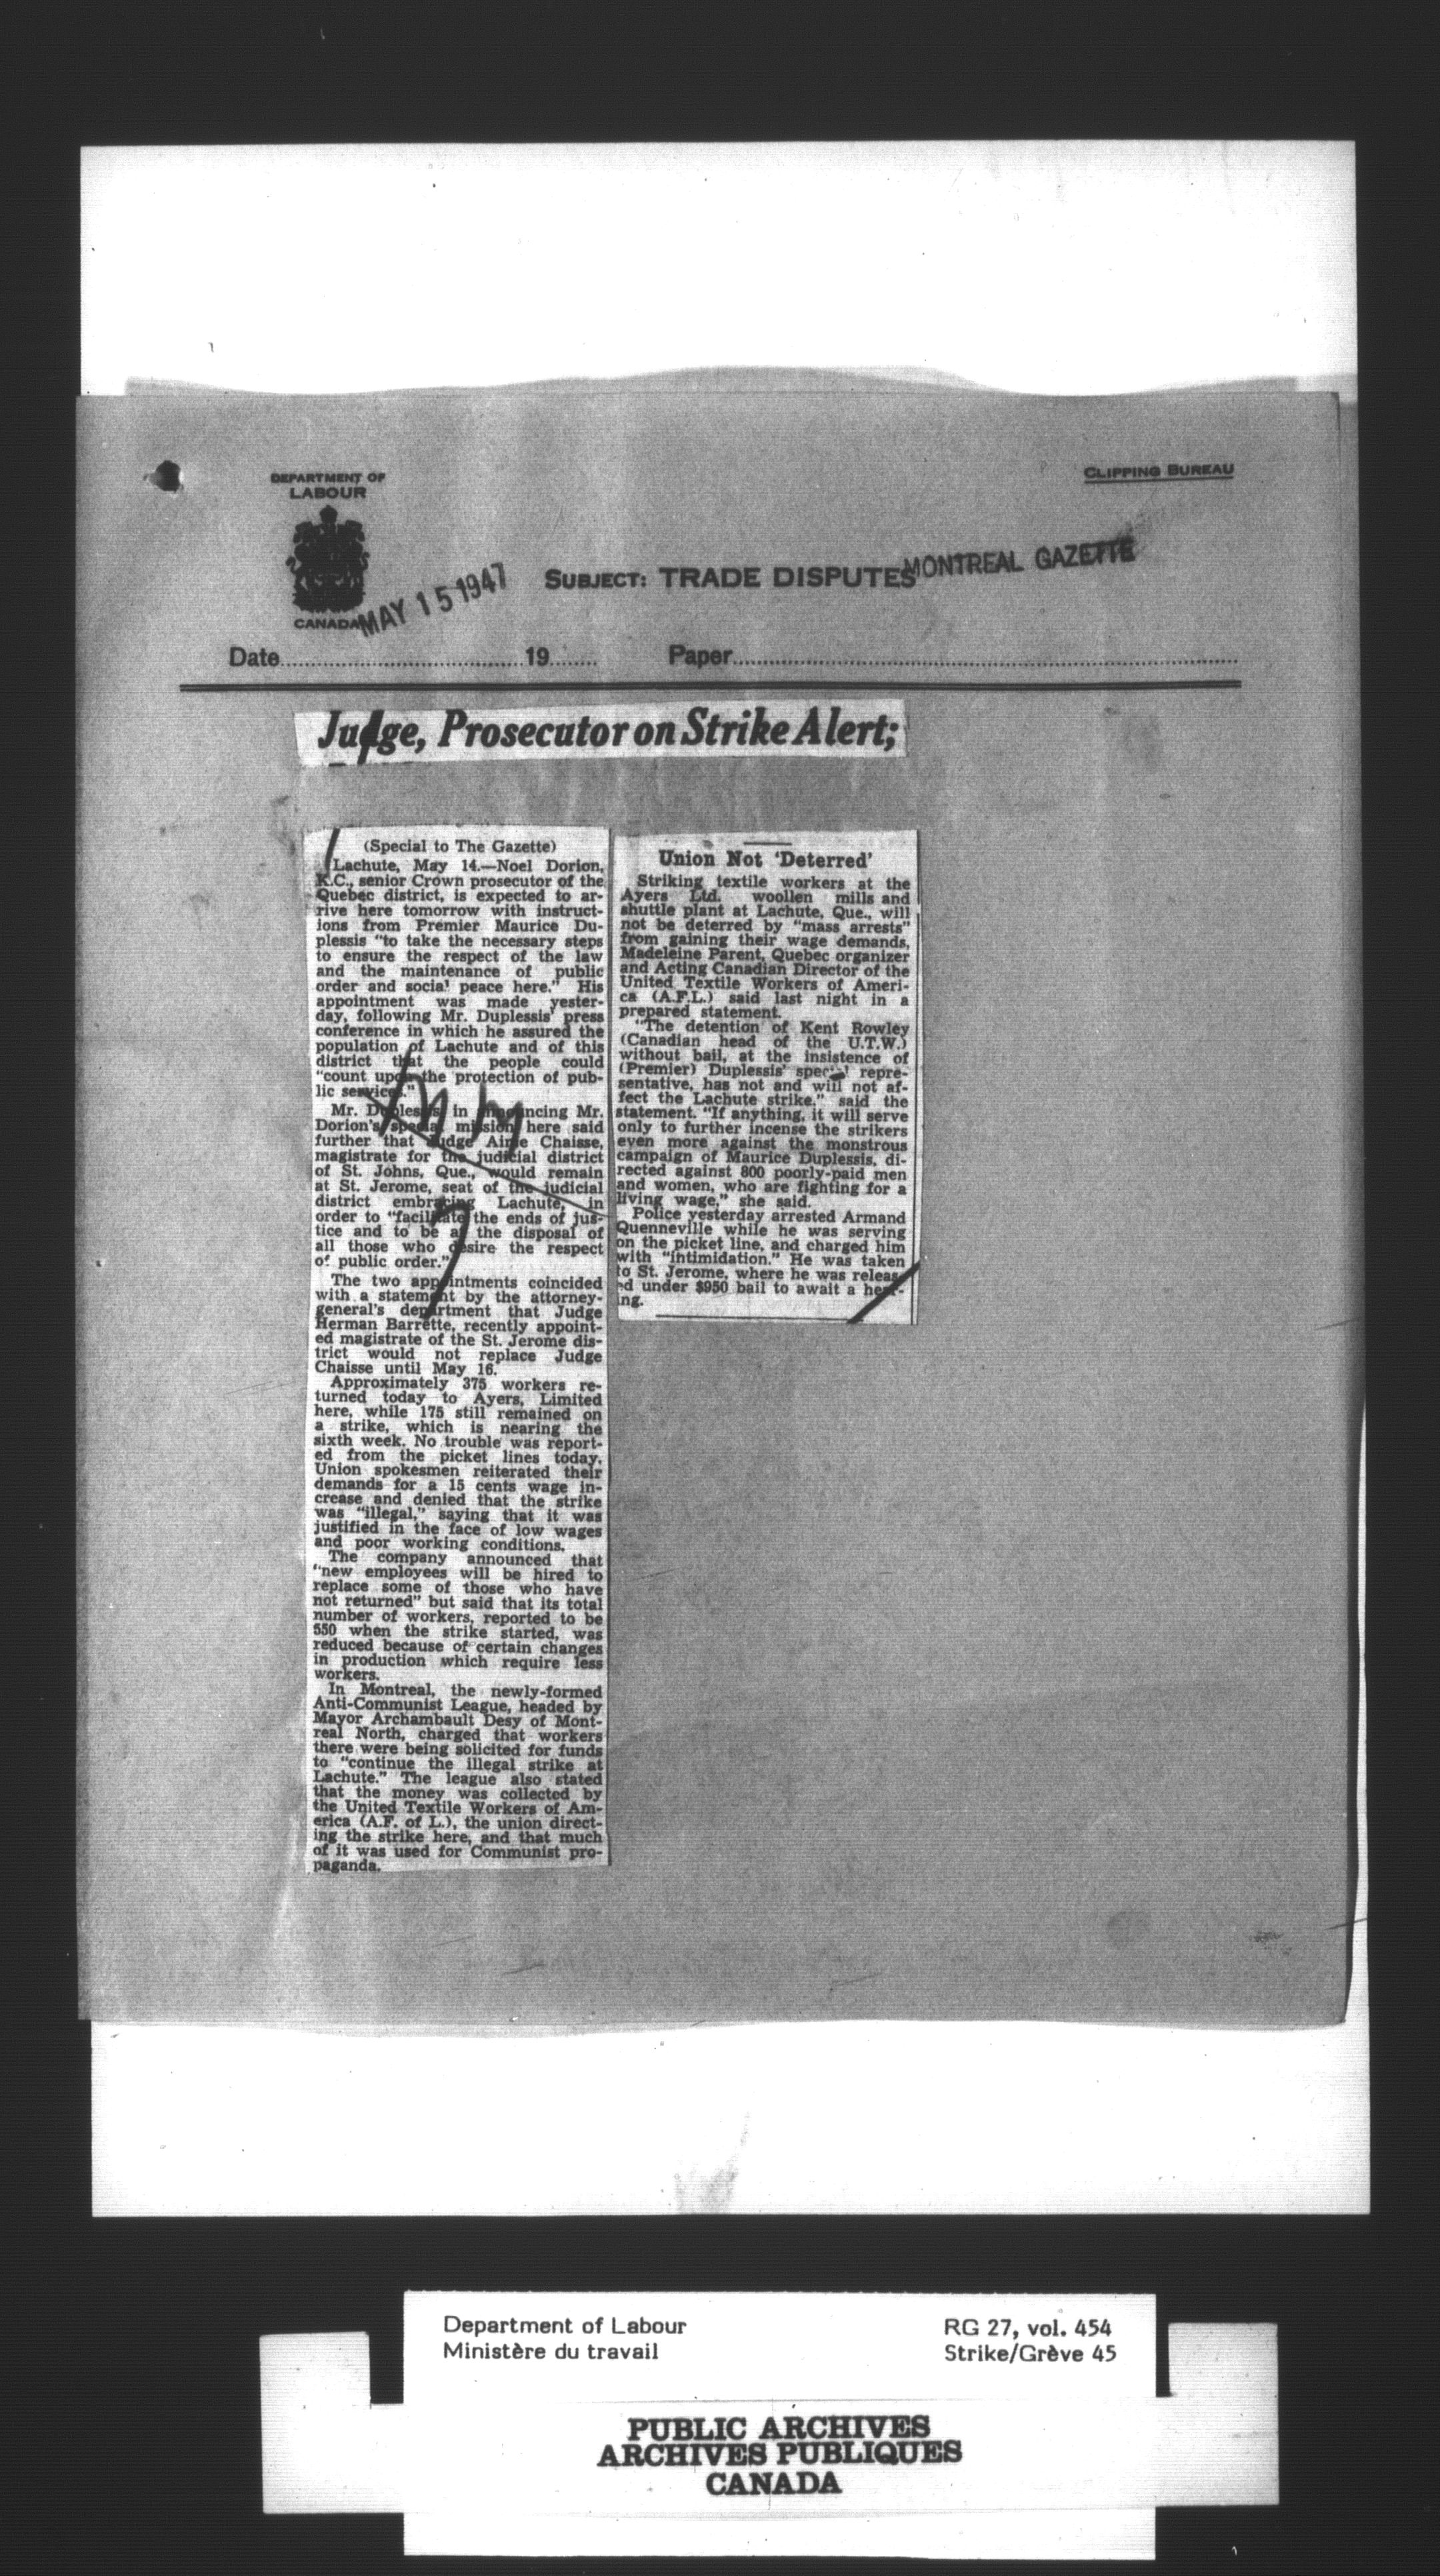 DEPARTMENT OF
LABOUR
CANADA
CLIPPING BUREAU
MAY 15 1947
SUBJECT: TRADE DISPUTES
MONTREAL GAZETTE
Date 19 Paper
Judge, Prosecutor on Strike Alert;
(Special to The Gazette)
Lachute, May 14.—Noel Dorion,
K.C., senior Crown prosecutor of the
Quebec district, is expected to ar-
rive here tomorrow with instruct-
ions from Premier Maurice Du-
plessis "to take the necessary steps
to ensure the respect of the law
and the maintenance of public
order and social peace here." His
appointment was made yester-
day, following Mr. Duplessis' press
conference in which he assured the
population of Lachute and of this
district that the people could
"count upon the protection of pub-
lic services."
Mr. Duplessis in announcing Mr.
Dorion's special mission here said
further that Judge Aime Chaisse,
magistrate for the judicial district
of St. Johns, Que., would remain
at St. Jerome, seat of the judicial
district embracing Lachute, in
order to "facilitate the ends of jus-
tice and to be at the disposal of
all those who desire the respect
of public order."
The two appointments coincided
with a statement by the attorney-
general's department that Judge
Herman Barrette, recently appoint-
ed magistrate of the St. Jerome dis-
trict would not replace Judge
Chaisse until May 16.
Approximately 375 workers re-
turned today to Ayers, Limited
here, while 175 still remained on
a strike, which is nearing the
sixth week. No trouble was report-
ed from the picket lines today.
Union spokesmen reiterated their
demands for a 15 cents wage in-
crease and denied that the strike
was "illegal," saying that it was
justified in the face of low wages
and poor working conditions.
The company announced that
"new employees will be hired to
replace some of those who have
not returned" but said that its total
number of workers, reported to be
550 when the strike started, was
reduced because of certain changes
in production which require less
workers.
In Montreal, the newly-formed
Anti-Communist League, headed by
Mayor Archambault Desy of Mont-
real North, charged that workers
there were being solicited for funds
to "continue the illegal strike at
Lachute." The league also stated
that the money was collected by
the United Textile Workers of Am-
erica (A.F. of L.), the union direct-
ing the strike here, and that much
of it was used for Communist pro-
paganda.
Union Not 'Deterred'
Striking textile workers at the
Ayers Ltd. woollen mills and
shuttle plant at Lachute, Que., will
not be deterred by "mass arrests"
from gaining their wage demands,
Madeleine Parent, Quebec organizer
and Acting Canadian Director of the
United Textile Workers of Ameri-
ca (A.F.L.) said last night in a
prepared statement.
"The detention of Kent Rowley
(Canadian head of the U.T.W.)
without bail, at the insistence of
(Premier) Duplessis' special repre-
sentative, has not and will not af-
fect the Lachute strike," said the
statement. "If anything, it will serve
only to further incense the strikers
even more against the monstrous
campaign of Maurice Duplessis, di-
rected against 800 poorly-paid men
and women, who are fighting for a
living wage," she said.
Police yesterday arrested Armand
Quenneville while he was serving
on the picket line, and charged him
with "intimidation." He was taken
to St. Jerome, where he was releas-
ed under $950 bail to await a hear-
ing.
Department of Labour
Ministère du travail
RG 27, vol. 454
Strike/Grève 45
PUBLIC ARCHIVES
ARCHIVES PUBLIQUES
CANADA